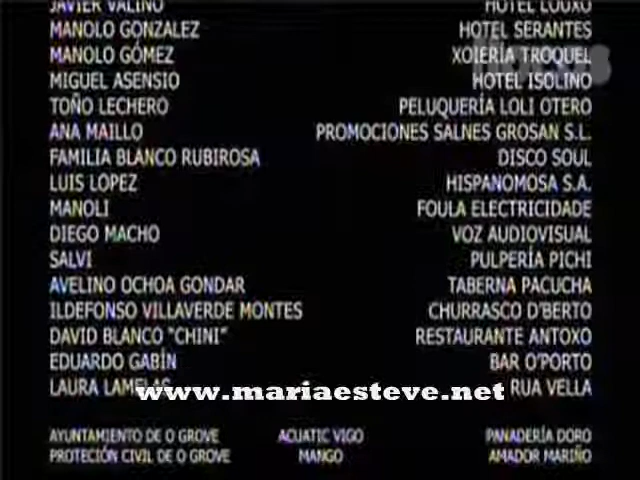 JAVIER VALIÑO HOTEL LOUXO
MANOLO GONZALEZ HOTEL SERANTES
MANOLO GÓMEZ XOIERÍA TROQUEL
MIGUEL ASENSIO HOTEL ISOLINO
TOÑO LECHERO PELUQUERÍA LOLI OTERO
ANA MAILLO PROMOCIONES SALNES GROSAN S.L.
FAMILIA BLANCO RUBIROSA DISCO SOUL
LUIS LOPEZ HISPANOMOSA S.A.
MANOLI FOULA ELECTRICIDADE
DIEGO MACHO VOZ AUDIOVISUAL
SALVI PULPERÍA PICHI
AVELINO OCHOA GONDAR TABERNA PACUCHA
ILDEFONSO VILLAVERDE MONTES CHURRASCO D'BERTO
DAVID BLANCO "CHINI" RESTAURANTE ANTOXO
EDUARDO GABÍN BAR O'PORTO
LAURA LAMELAS RUA VELLA
www.mariaesteve.net
AYUNTAMIENTO DE O GROVE ACUATIC VIGO PANADERÍA DORO
PROTECIÓN CIVIL DE O GROVE MANGO AMADOR MARIÑO